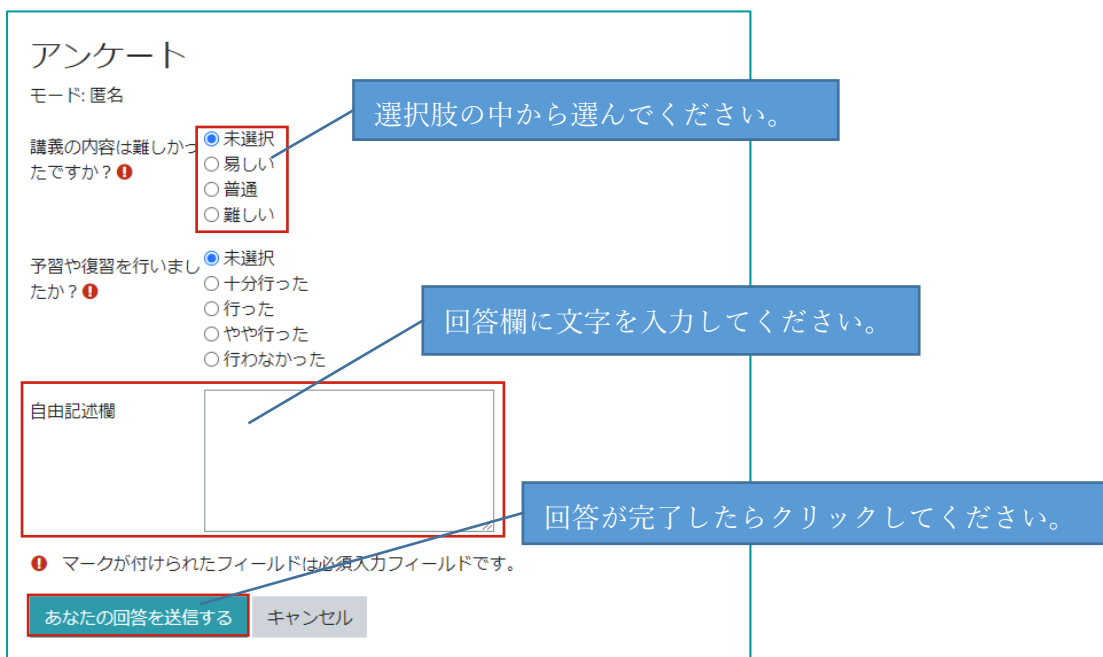 アンケート
モード: 匿名
選択肢の中から選んでください。
講義の内容は難しかっ
たですか？
未選択
易しい
普通
難しい
予習や復習を行いまし
たか？
未選択
十分行った
行った
やや行った
行わなかった
回答欄に文字を入力してください。
自由記述欄
回答が完了したらクリックしてください。
マークが付けられたフィールドは必須入力フィールドです。
あなたの回答を送信する
キャンセル